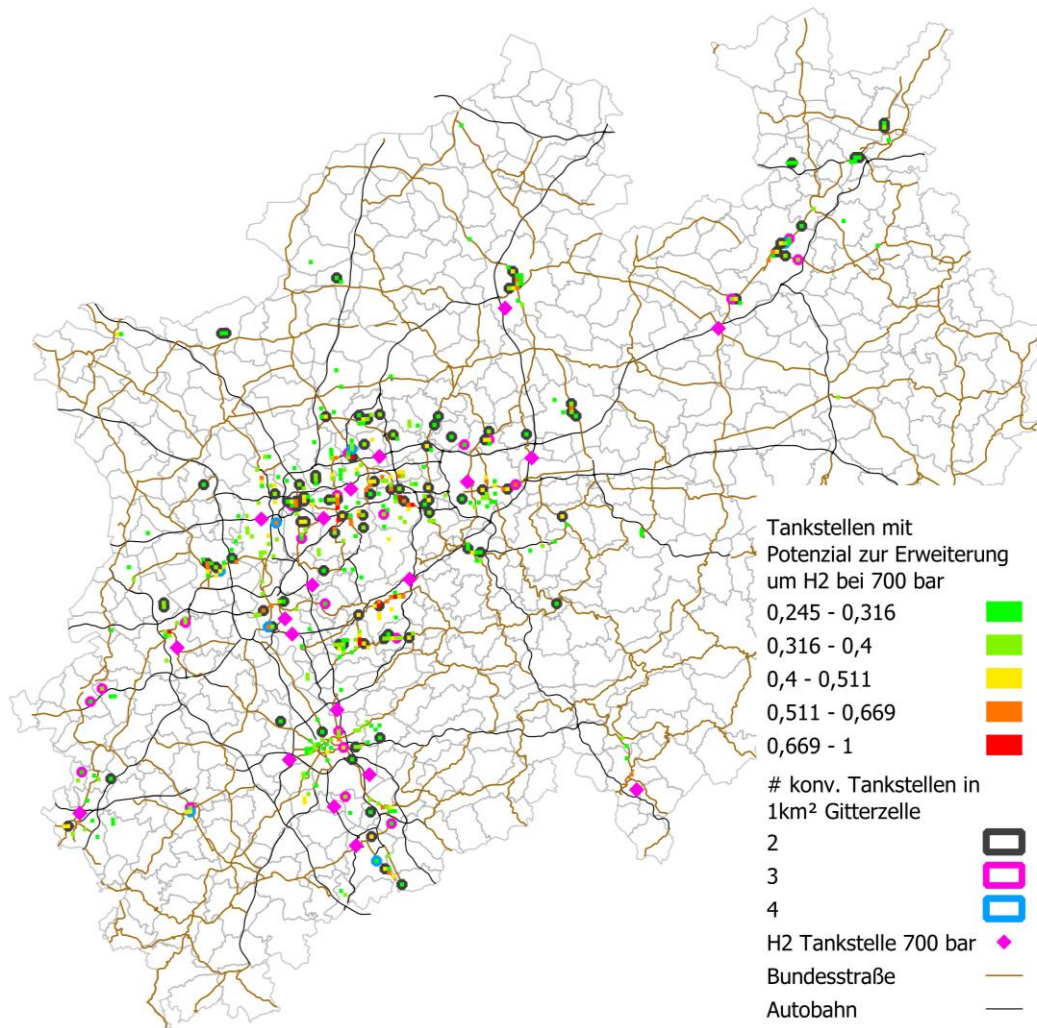 Tankstellen mit
Potenzial zur Erweiterung
um H2 bei 700 bar
0,245 - 0,316
0,316 - 0,4
0,4 - 0,511
0,511 - 0,669
0,669 - 1
# konv. Tankstellen in
1km² Gitterzelle
2
3
4
H2 Tankstelle 700 bar
Bundesstraße
Autobahn